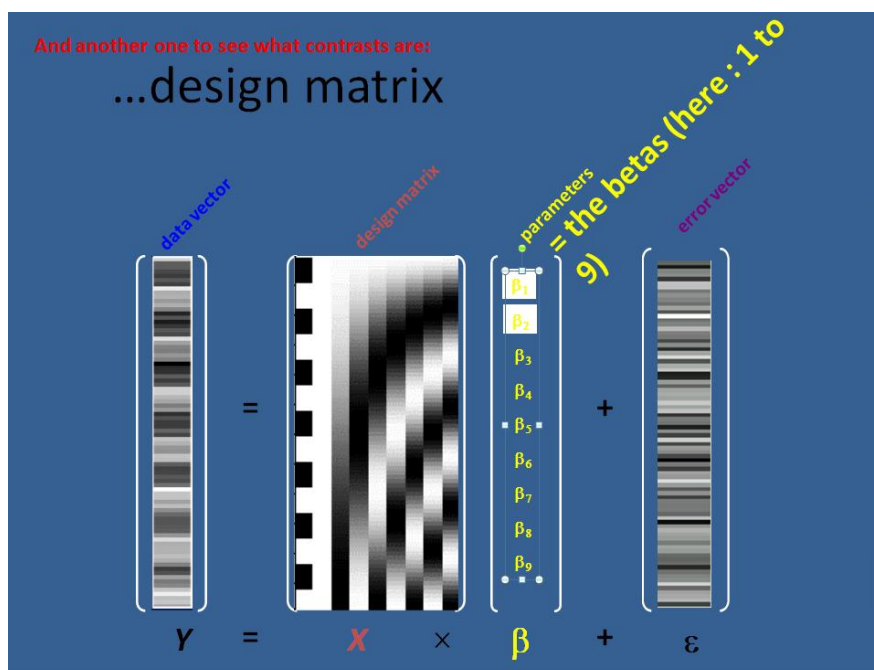 And another one to see what contrasts are:
…design matrix
data vector
design matrix
parameters
= the betas (here : 1 to
9)
error vector
β1
β2
β3
β4
= β5 +
β6
β7
β8
β9
Y = X × β + ε